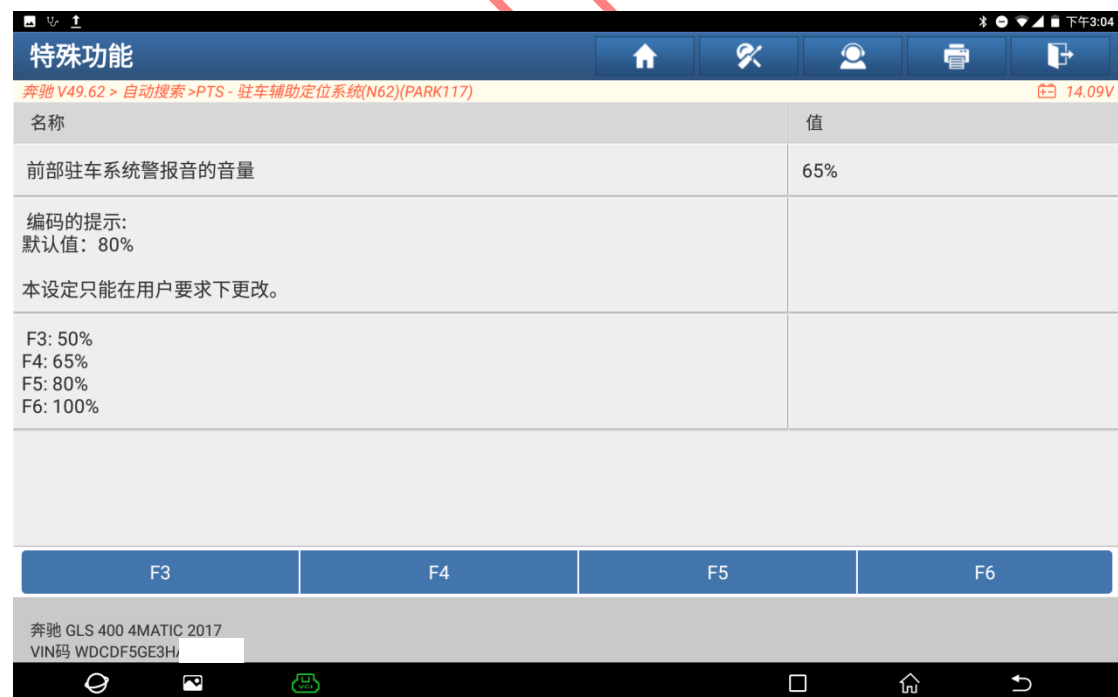 下午3:04
特殊功能
奔驰 V49.62 > 自动搜索 >PTS - 驻车辅助定位系统(N62)(PARK117)
14.09V
名称
值
前部驻车系统警报音的音量
65%
编码的提示:
默认值：80%
本设定只能在用户要求下更改。
F3: 50%
F4: 65%
F5: 80%
F6: 100%
F3
F4
F5
F6
奔驰 GLS 400 4MATIC 2017
VIN码 WDCDF5GE3H
VCI